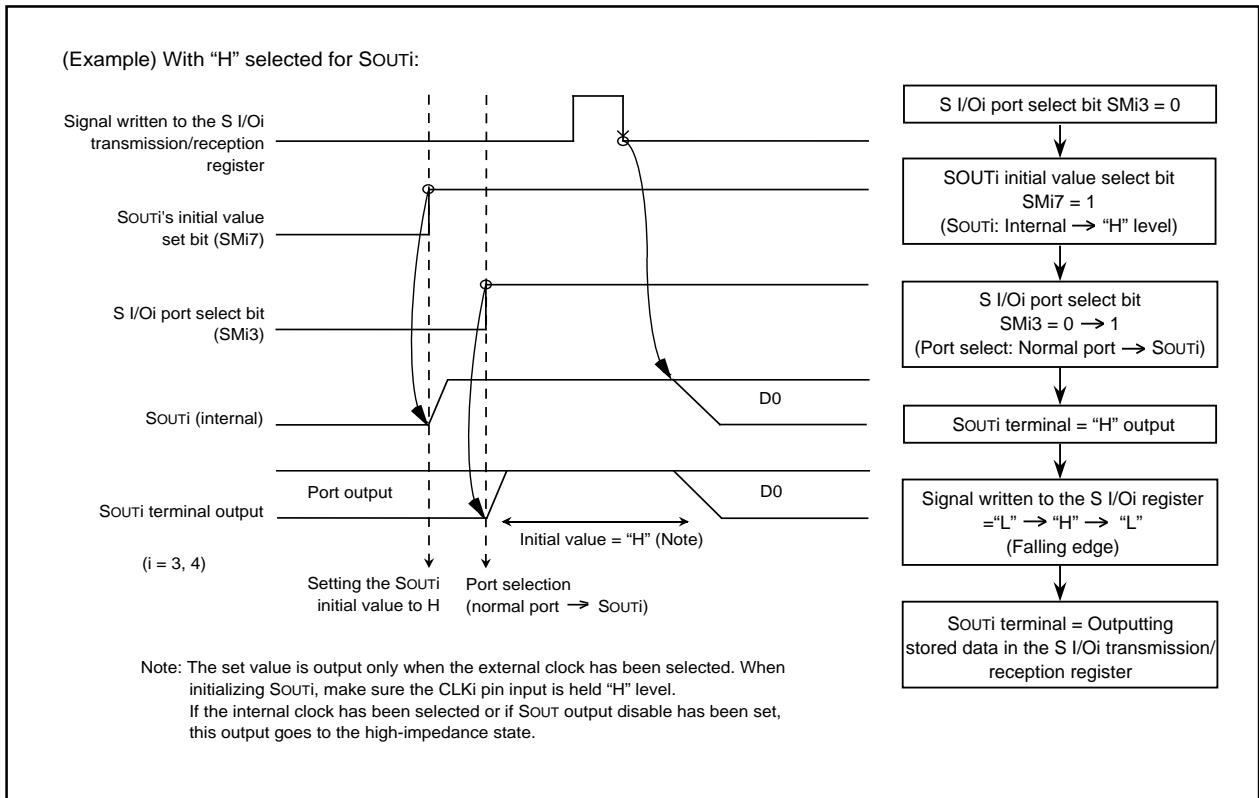 (Example) With “H” selected for SOUTi:
Signal written to the S I/Oi
transmission/reception
register
SOUTi's initial value
set bit (SMi7)
S I/Oi port select bit
(SMi3)
SOUTi (internal)
D0
Port output
D0
SOUTi terminal output
Initial value = “H” (Note)
(i = 3, 4)
Setting the SOUTi
initial value to H
Port selection
(normal port → SOUTi)
Note: The set value is output only when the external clock has been selected. When
initializing SOUTi, make sure the CLKi pin input is held “H” level.
If the internal clock has been selected or if SOUT output disable has been set,
this output goes to the high-impedance state.
S I/Oi port select bit SMi3 = 0
SOUTi initial value select bit
SMi7 = 1
(SOUTi: Internal → “H” level)
S I/Oi port select bit
SMi3 = 0 → 1
(Port select: Normal port → SOUTi)
SOUTi terminal = “H” output
Signal written to the S I/Oi register
=“L” → “H” → “L”
(Falling edge)
SOUTi terminal = Outputting
stored data in the S I/Oi transmission/
reception register